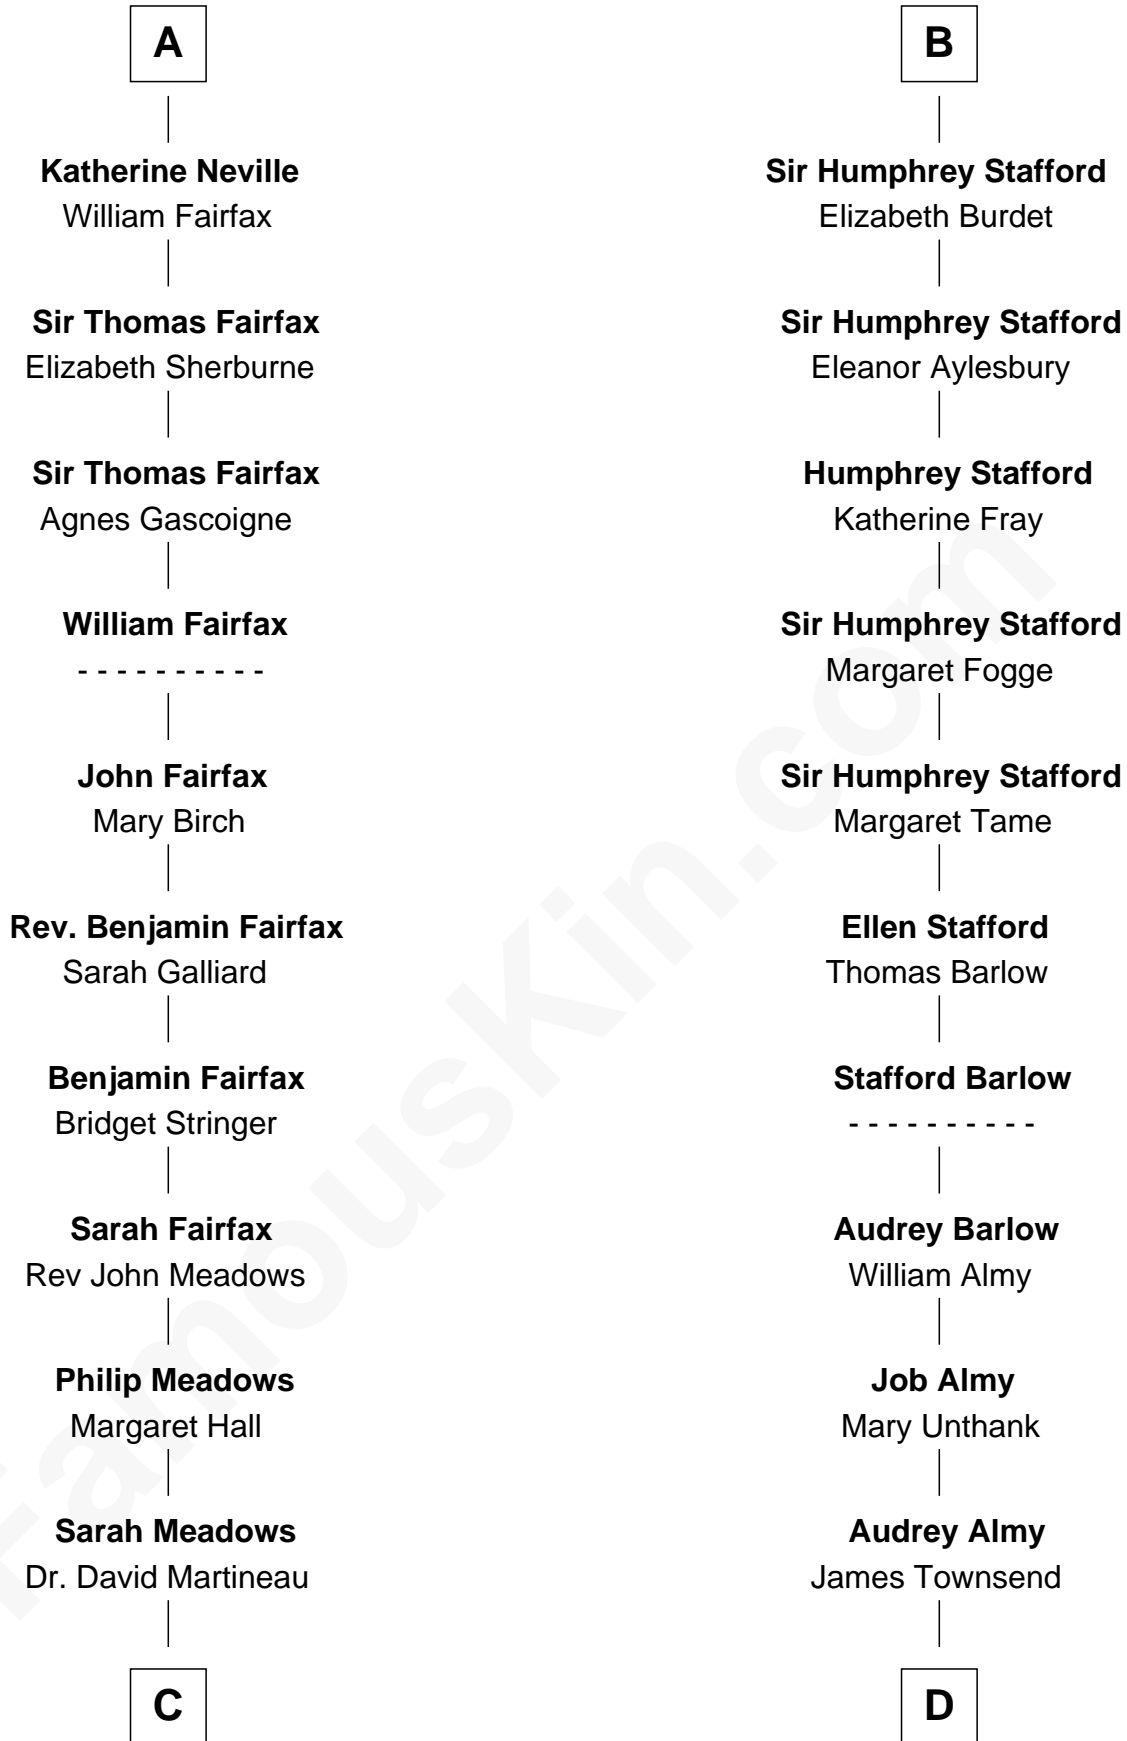 A
Katherine Neville
William Fairfax
Sir Thomas Fairfax
Elizabeth Sherburne
Sir Thomas Fairfax
Agnes Gascoigne
William Fairfax
- - - - - - - - - -
John Fairfax
Mary Birch
Rev. Benjamin Fairfax
Sarah Galliard
Benjamin Fairfax
Bridget Stringer
Sarah Fairfax
Rev John Meadows
Philip Meadows
Margaret Hall
Sarah Meadows
Dr. David Martineau
C
B
Sir Humphrey Stafford
Elizabeth Burdet
Sir Humphrey Stafford
Eleanor Aylesbury
Humphrey Stafford
Katherine Fray
Sir Humphrey Stafford
Margaret Fogge
Sir Humphrey Stafford
Margaret Tame
Ellen Stafford
Thomas Barlow
Stafford Barlow
- - - - - - - - - -
Audrey Barlow
William Almy
Job Almy
Mary Unthank
Audrey Almy
James Townsend
D
FamousKin.com